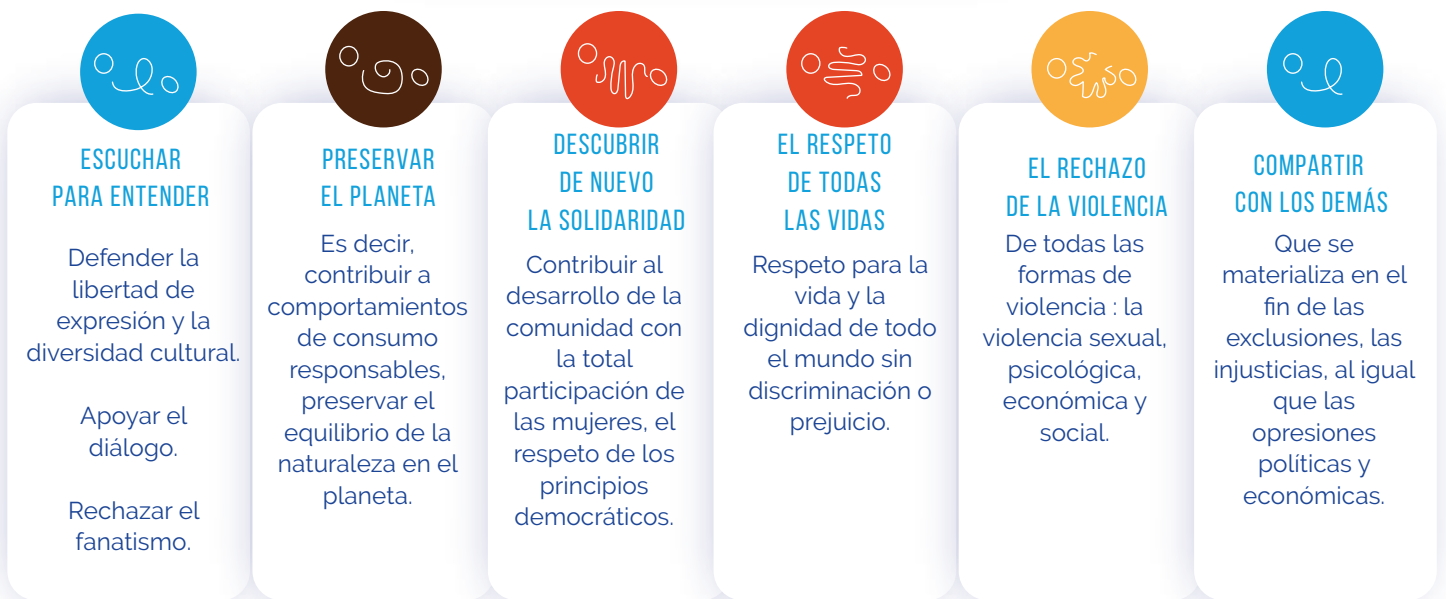 ESCUCHAR
PARA ENTENDER
Defender la
libertad de
expresión y la
diversidad cultural.
Apoyar el
diálogo.
Rechazar el
fanatismo.
PRESERVAR
EL PLANETA
Es decir,
contribuir a
comportamientos
de consumo
responsables,
preservar el
equilibrio de la
naturaleza en el
planeta.
DESCUBRIR
DE NUEVO
LA SOLIDARIDAD
Contribuir al
desarrollo de la
comunidad con
la total
participación de
las mujeres, el
respeto de los
principios
democráticos.
EL RESPETO
DE TODAS
LAS VIDAS
Respeto para la
vida y la
dignidad de todo
el mundo sin
discriminación o
prejuicio.
EL RECHAZO
DE LA VIOLENCIA
De todas las
formas de
violencia : la
violencia sexual,
psicológica,
económica y
social.
COMPARTIR
CON LOS DEMÁS
Que se
materializa en el
fin de las
exclusiones, las
injusticias, al igual
que las
opresiones
políticas y
económicas.